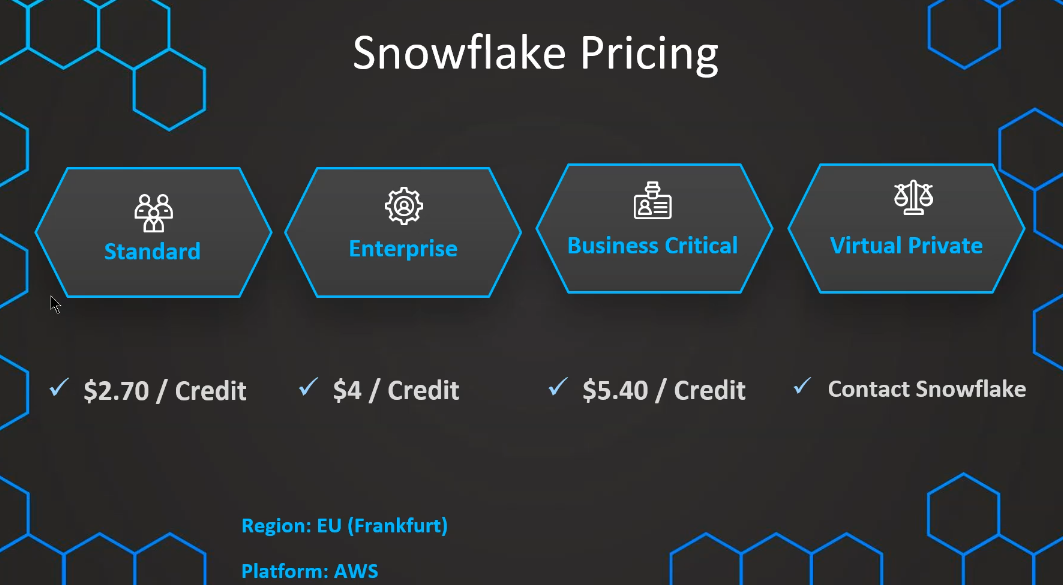 Snowflake Pricing
Standard
Enterprise
Business Critical
Virtual Private
$2.70 / Credit
$4 / Credit
$5.40 / Credit
Contact Snowflake
Region: EU (Frankfurt)
Platform: AWS